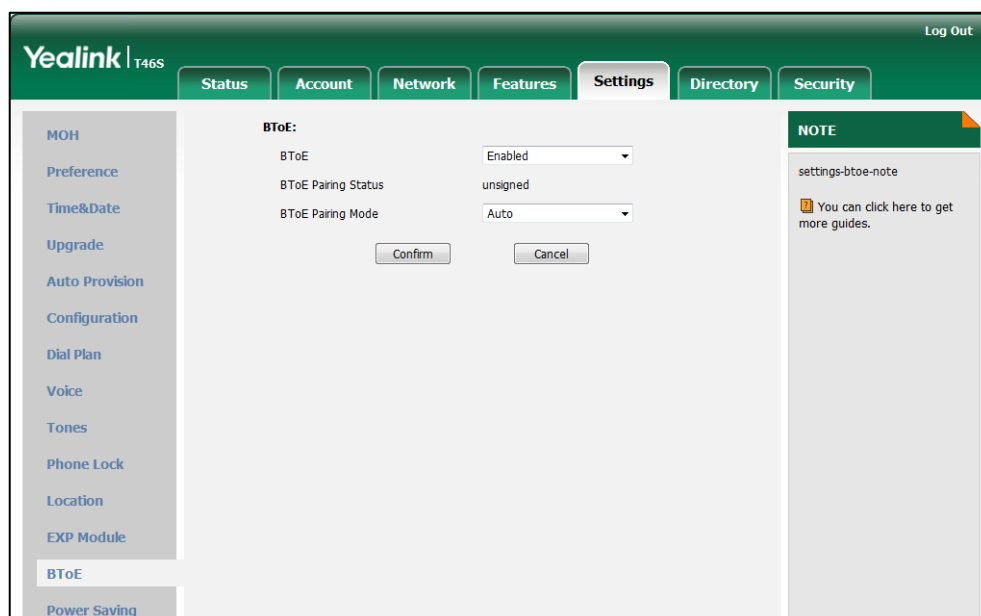 Log Out
Yealink T46S
Status Account Network Features Settings Directory Security
MOH
Preference
Time&Date
Upgrade
Auto Provision
Configuration
Dial Plan
Voice
Tones
Phone Lock
Location
EXP Module
BToE
Power Saving
BToE:
BToE Enabled
BToE Pairing Status unsigned
BToE Pairing Mode Auto
Confirm Cancel
NOTE
settings-btoe-note
You can click here to get
more guides.